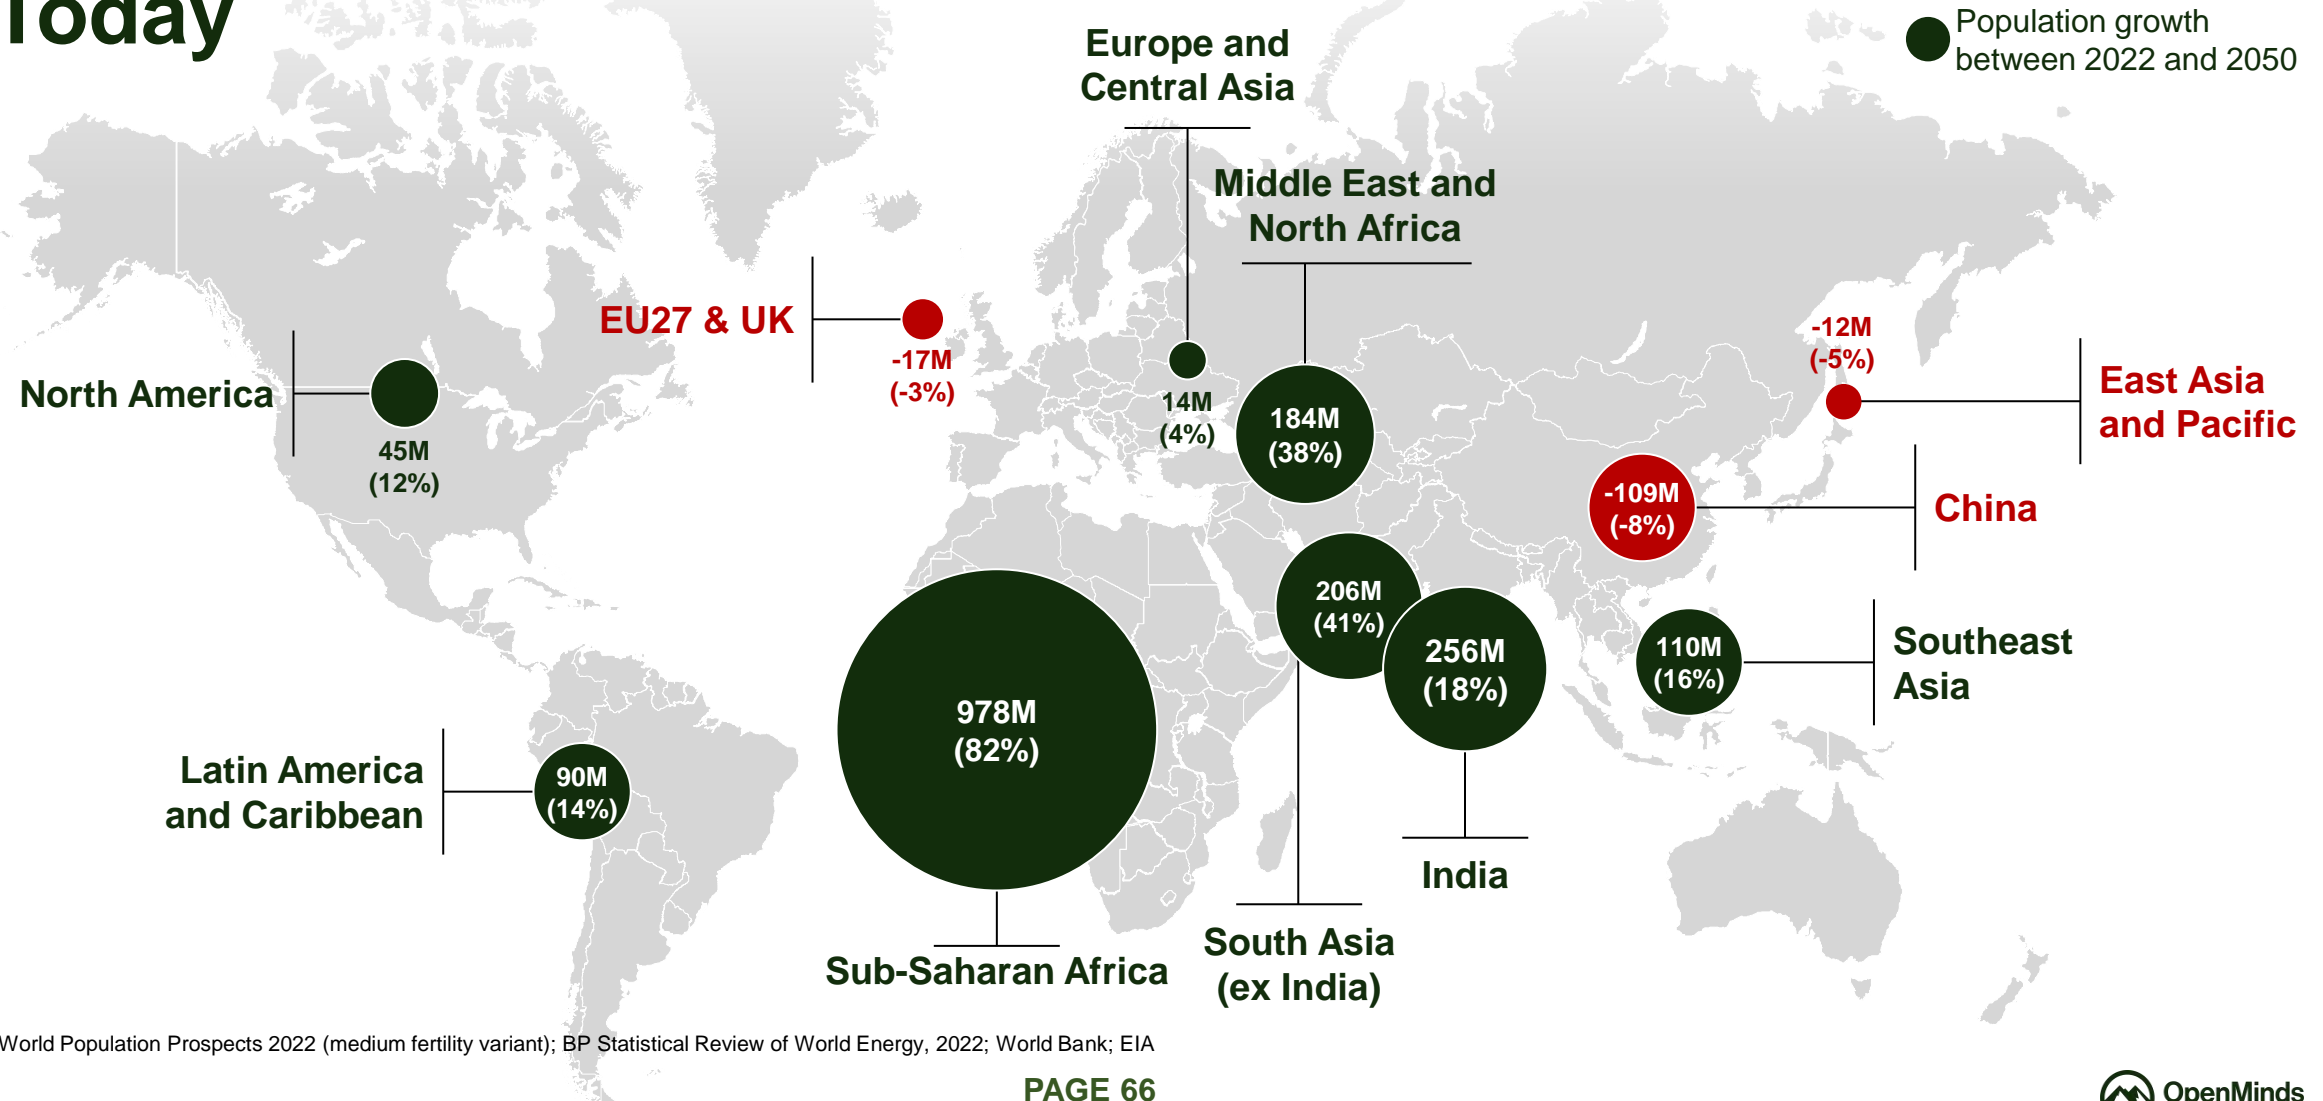 Today
Population growth
between 2022 and 2050
Europe and
Central Asia
Middle East and
North Africa
EU27 & UK
-17M
(-3%)
14M
(4%)
184M
(38%)
-12M
(-5%)
East Asia
and Pacific
North America
45M
(12%)
-109M
(-8%)
China
206M
(41%)
256M
(18%)
110M
(16%)
Southeast
Asia
978M
(82%)
Latin America
and Caribbean
90M
(14%)
India
South Asia
(ex India)
Sub-Saharan Africa
World Population Prospects 2022 (medium fertility variant); BP Statistical Review of World Energy, 2022; World Bank; EIA
PAGE 66
OpenMinds